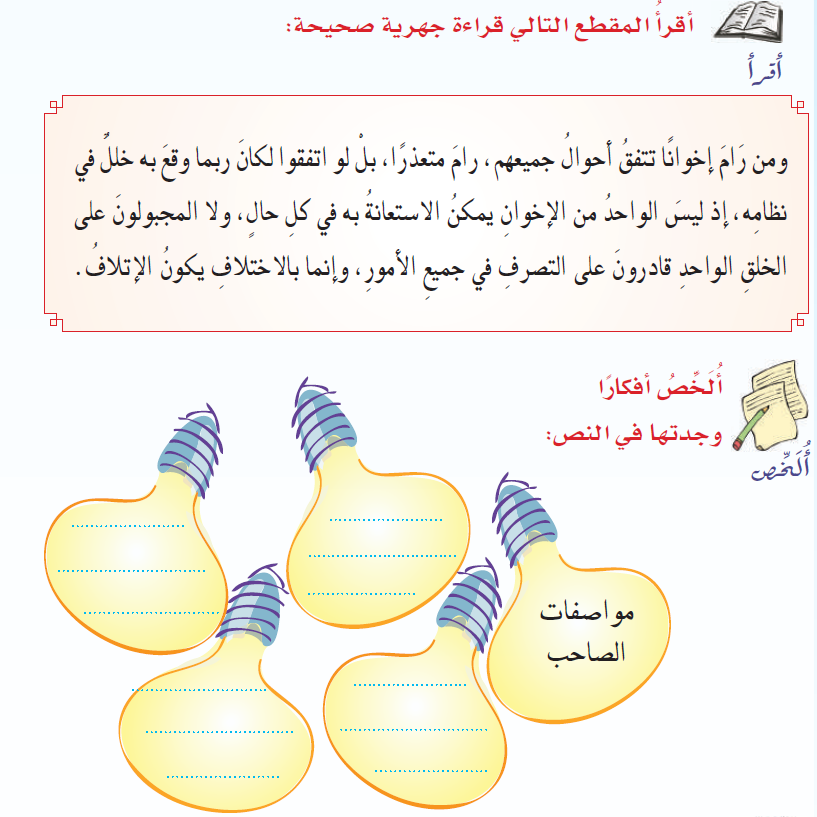 أقرأُ المقطع التالي قراءة جهرية صحيحة:
أقرأُ
ومن رَامَ إخوانًا تتفقُ أحوالُ جميعهم، رامَ متعذرًا، بلْ لو اتفقوا لكانَ ربما وقعَ به خللٌ في
نظامِه، إذ ليسَ الواحدُ من الإخوانِ يمكنُ الاستعانةُ به في كلِ حالٍ، ولا المجبولونَ على
الخلقِ الواحدِ قادرونَ على التصرفِ في جميعِ الأمورِ، وإنما بالاختلافِ يكونُ الإتلافُ.
أُلَخِّصُ أفكارًا
وجدتها في النص:
أُلَخِّص
مواصفات
الصاحب